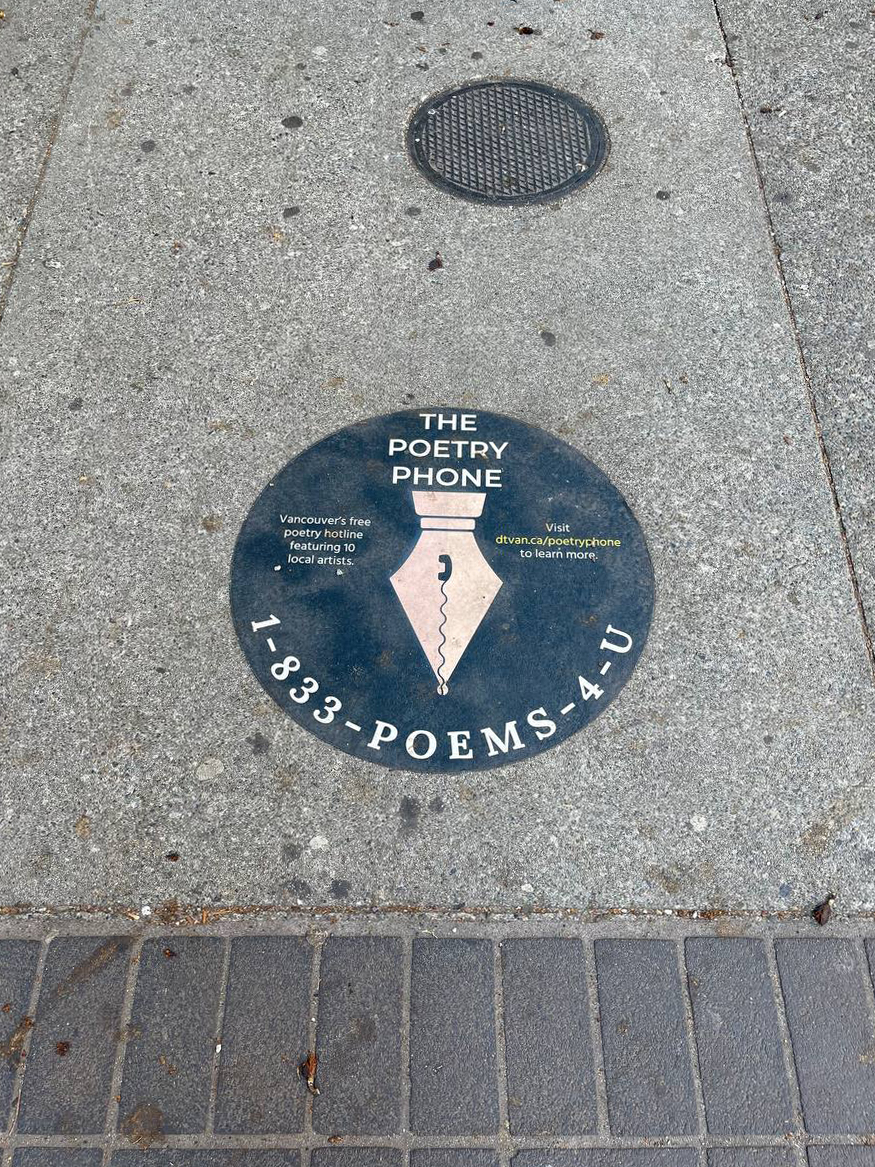 THE
POETRY
PHONE
Vancouver's free
poetry hotline
featuring 10
local artists.
Visit
dtvan.ca/poetryphone
to learn more.
1-833-POEMS-4-U